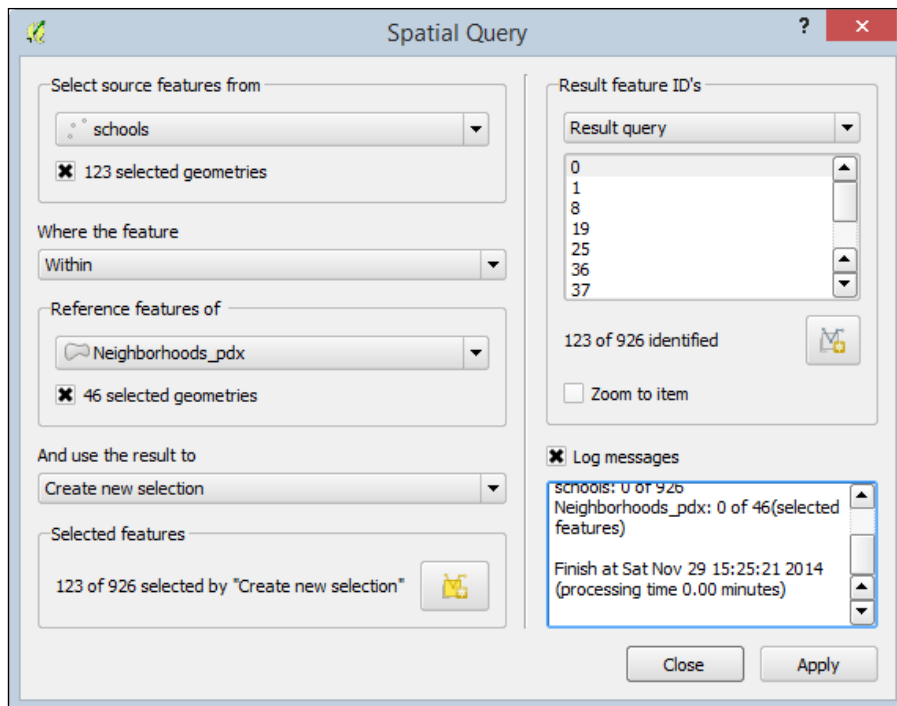 Spatial Query
?
Select source features from
schools
123 selected geometries
Where the feature
Within
Reference features of
Neighborhoods_pdx
46 selected geometries
And use the result to
Create new selection
Selected features
123 of 926 selected by "Create new selection"
Result feature ID's
Result query
0
1
8
19
25
36
37
123 of 926 identified
Zoom to item
Log messages
schools: 0 of 926
Neighborhoods_pdx: 0 of 46(selected
features)
Finish at Sat Nov 29 15:25:21 2014
(processing time 0.00 minutes)
Close
Apply